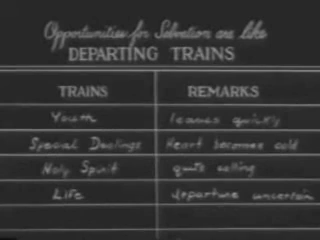 Opportunities for Salvation are like
DEPARTING TRAINS
TRAINS REMARKS
Youth leaves quickly
Special Dealings Heart becomes cold
Holy Spirit quits calling
Life departure uncertain